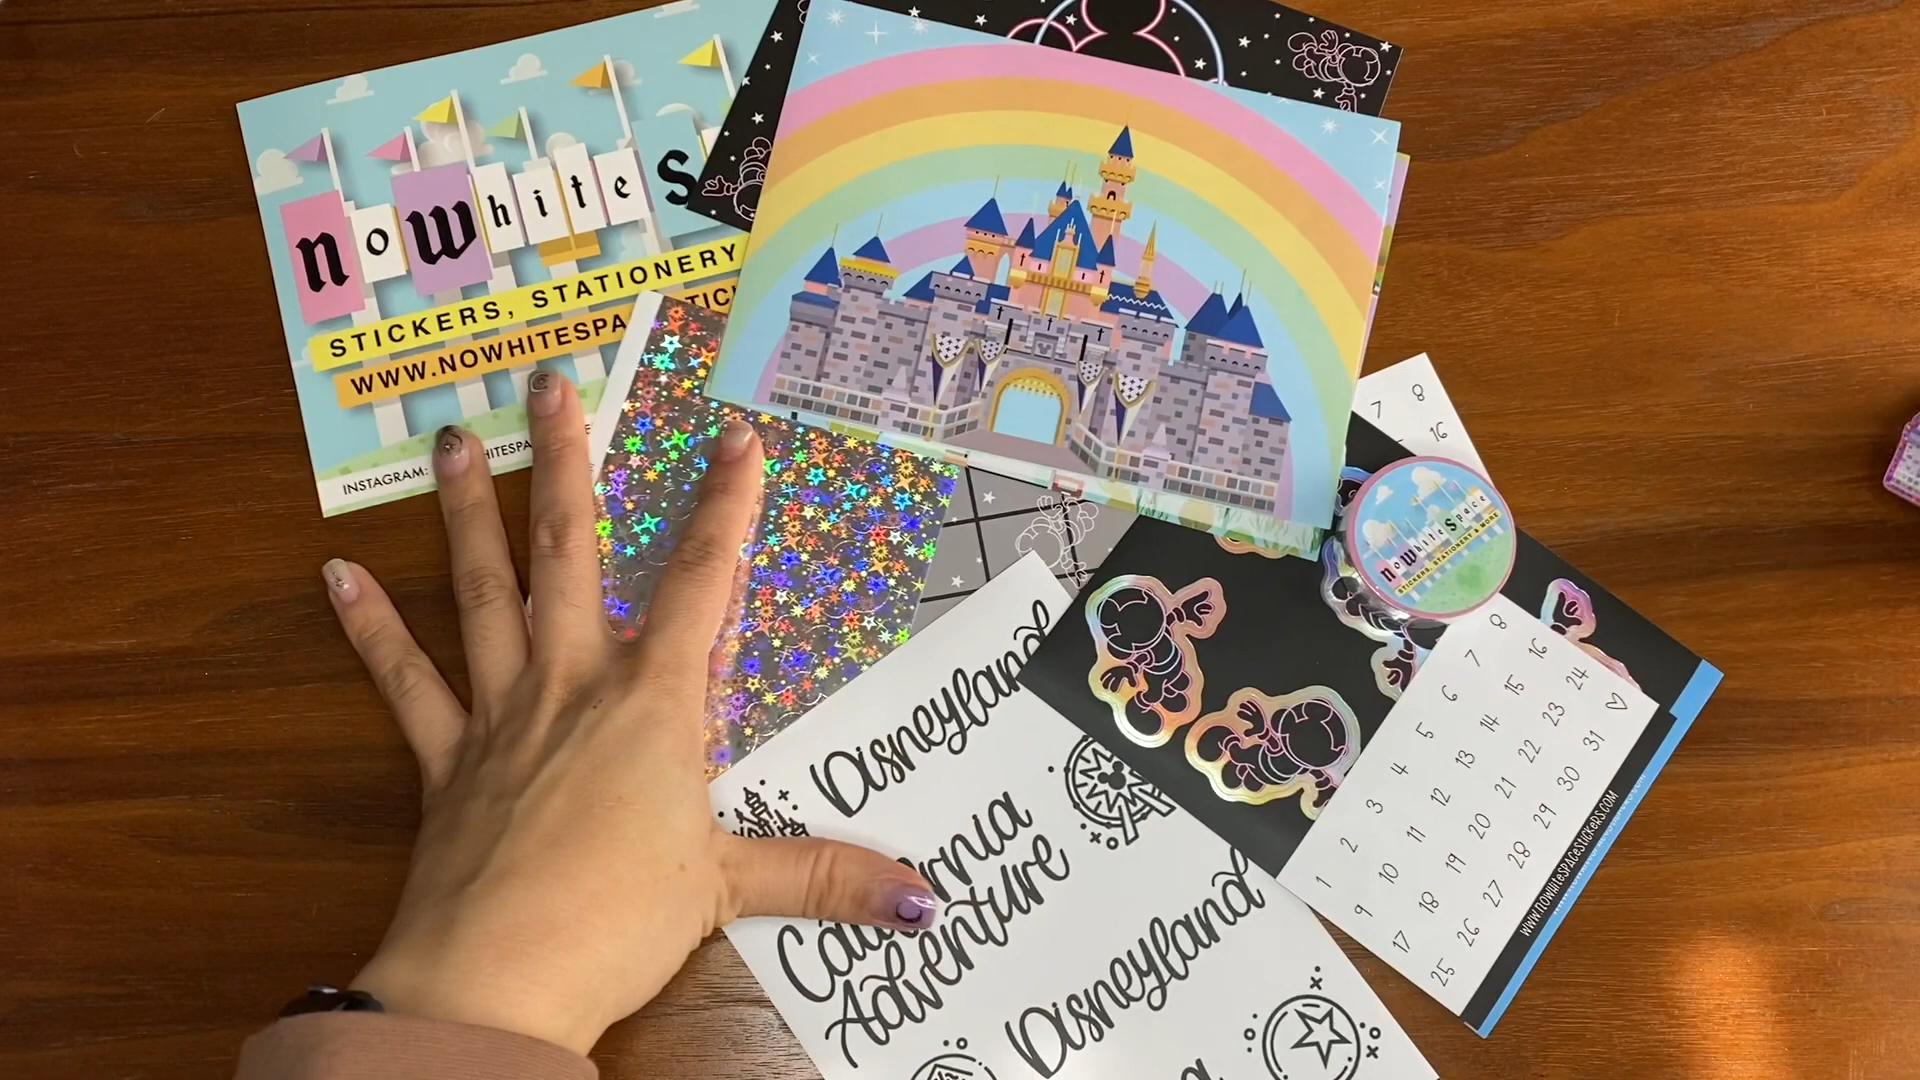 noWhite S
STICKERS, STATIONERY
WWW.NOWHITESPA
INSTAGRAM:
7 8
16
noWhiteSpace
STICKERS, STATIONERY & MORE
1 2 3 4 5 6 7 8
9 10 11 12 13 14 15 16
17 18 19 20 21 22 23 24
25 26 27 28 29 30 31
www.noWhiteSpaceStickers.com
Disneyland
California
Adventure
Disneyland